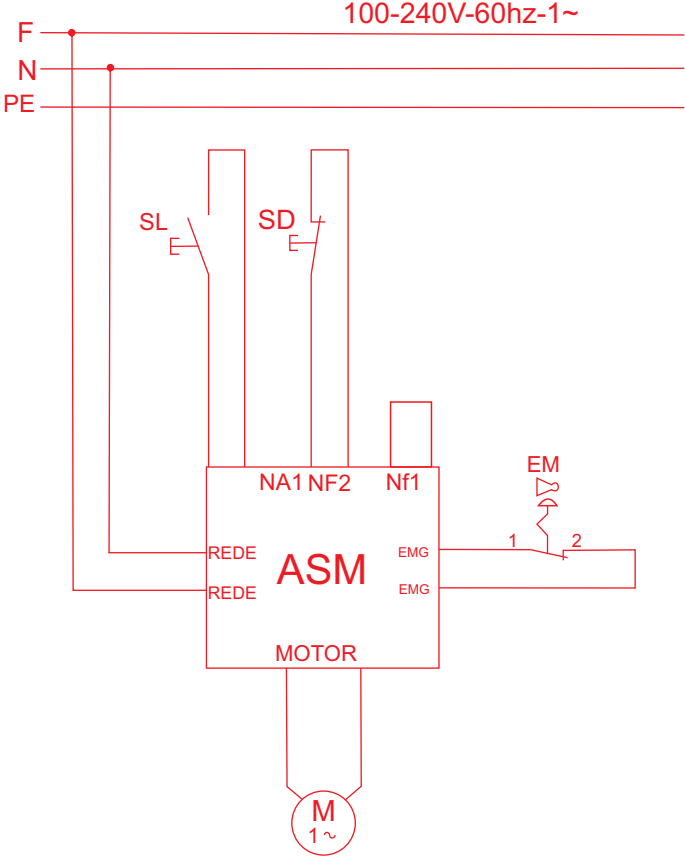 100-240V-60hz-1~
F
N
PE
SL
SD
NA1 NF2 Nf1
EM
1 2
REDE ASM EMG
REDE EMG
MOTOR
M
1~